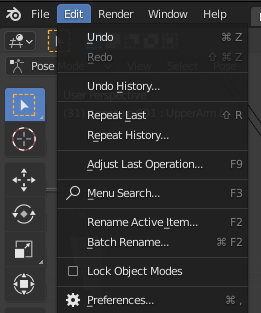 File Edit Render Window Help
Undo ⌘ Z
Redo ⇧ ⌘ Z
Pose
Undo History...
Repeat Last ⇧ R
Repeat History...
Adjust Last Operation... F9
Menu Search... F3
Rename Active Item... F2
Batch Rename... ⌘ F2
Lock Object Modes
Preferences... ⌘ ,